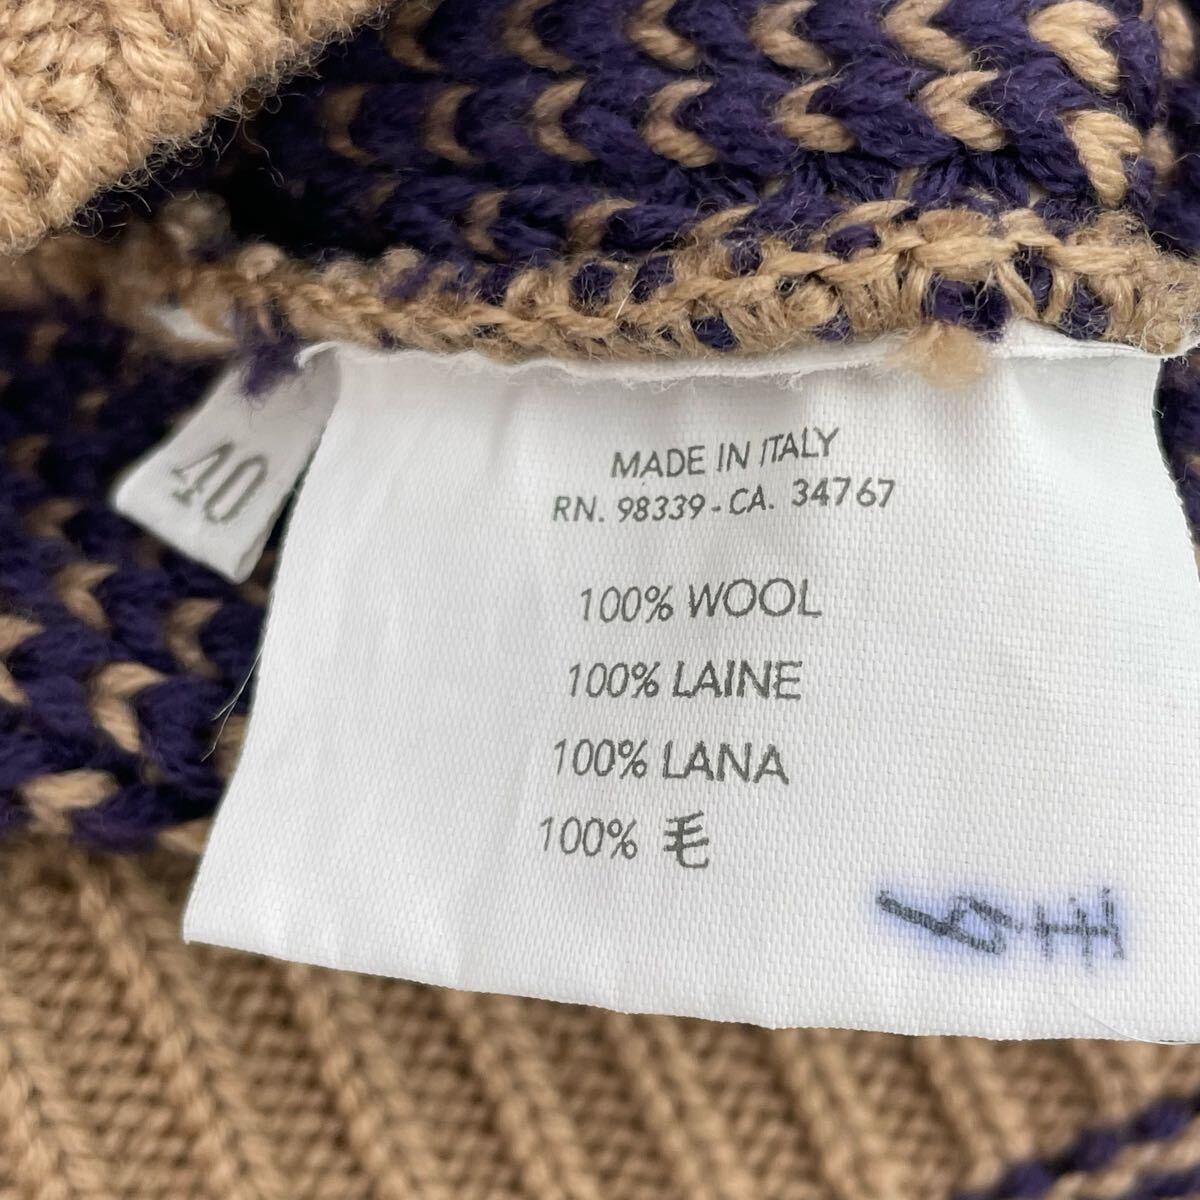 40
MADE IN ITALY
RN. 98339 - CA. 34767
100% WOOL
100% LAINE
100% LANA
100% 毛